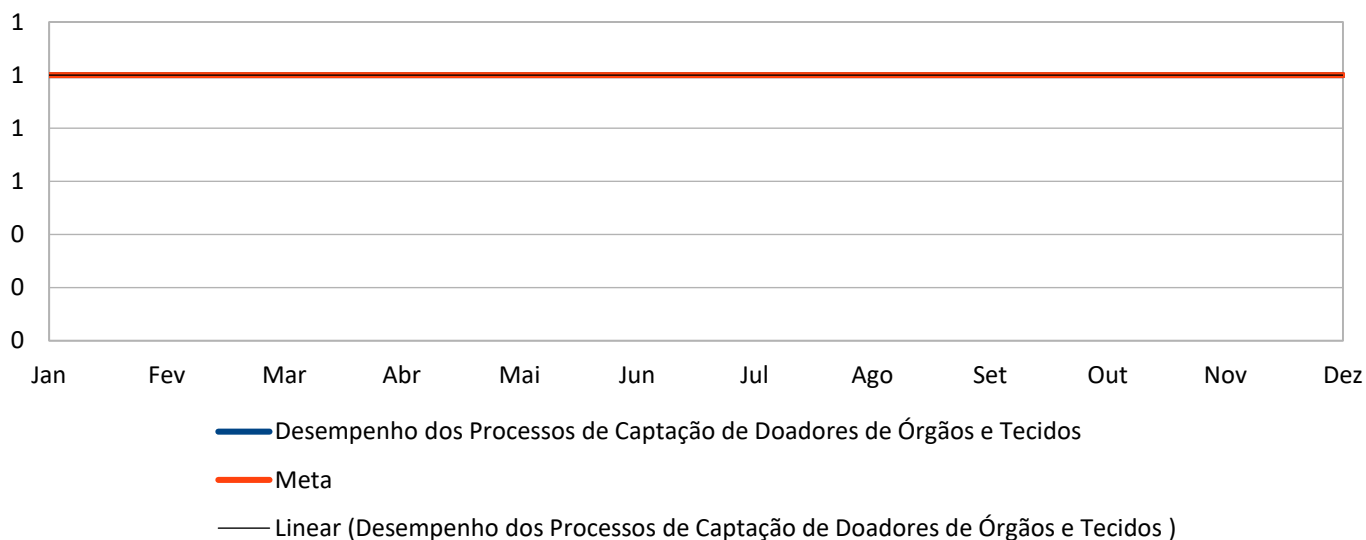 1
1
1
1
0
0
0
Jan Fev Mar Abr Mai Jun Jul Ago Set Out Nov Dez
Desempenho dos Processos de Captação de Doadores de Órgãos e Tecidos
Meta
Linear (Desempenho dos Processos de Captação de Doadores de Órgãos e Tecidos )